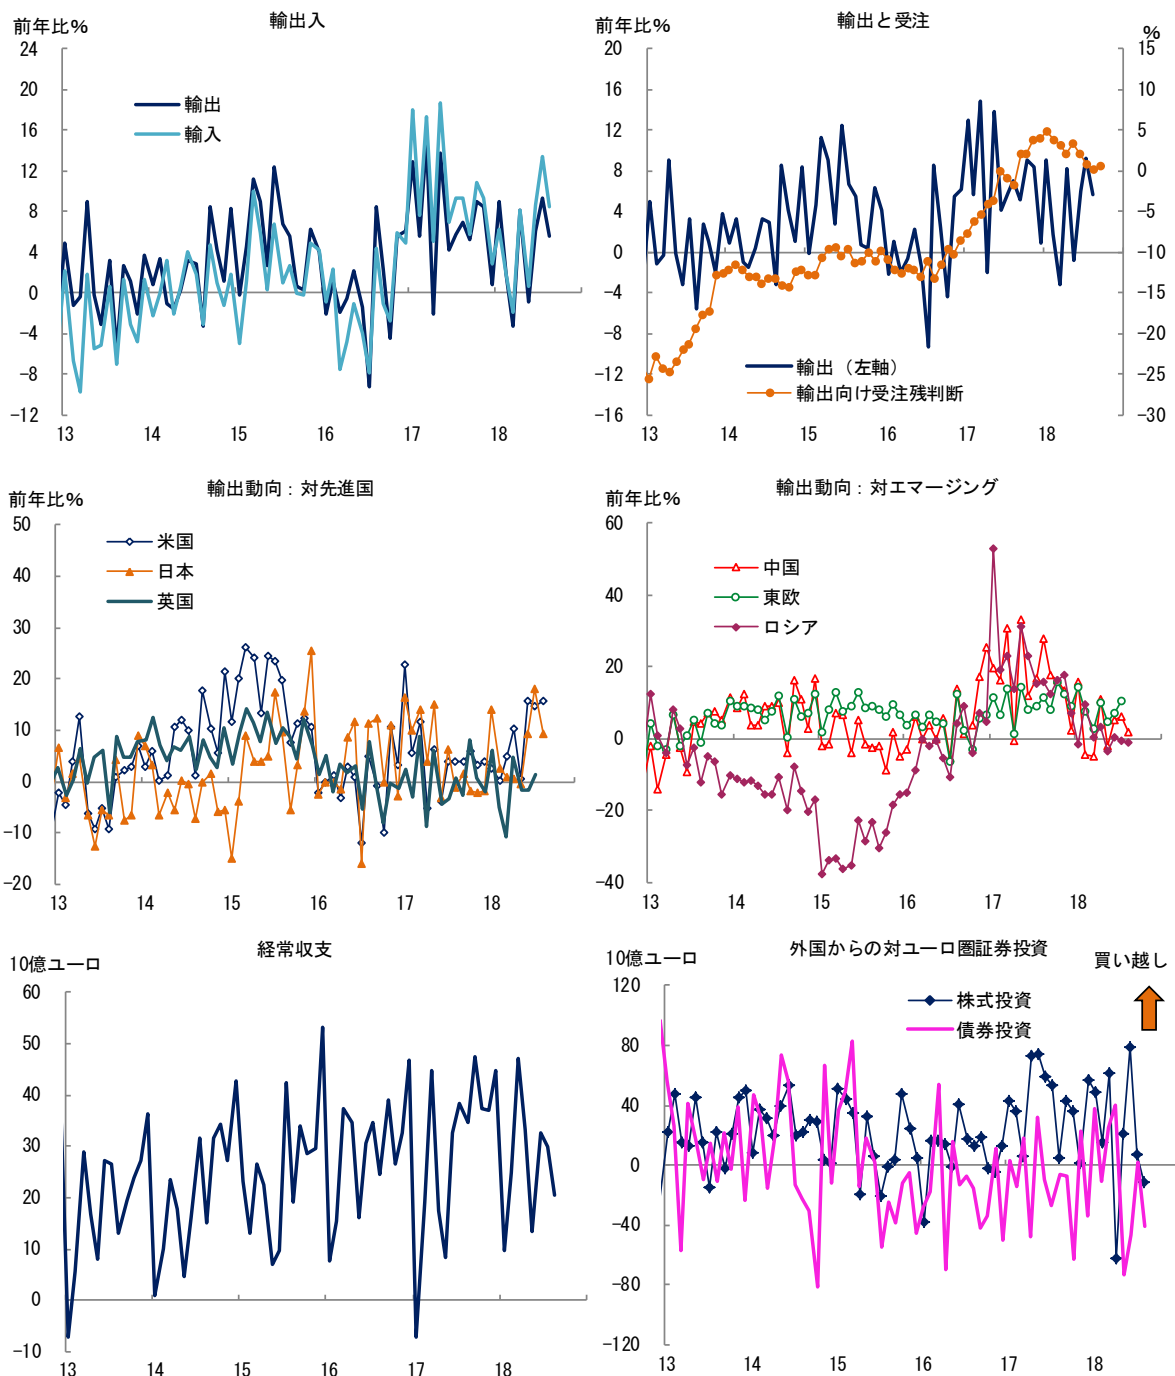 輸出入
前年比%
24
20
16
12
8
4
0
-4
-8
-12
輸出
輸入
13 14 15 16 17 18
輸出と受注
前年比%
%
20
16
12
8
4
0
-4
-8
-12
-16
15
10
5
0
-5
-10
-15
-20
-25
-30
輸出（左軸）
輸出向け受注残判断
13 14 15 16 17 18
輸出動向：対先進国
前年比%
50
40
30
20
10
0
-10
-20
米国
日本
英国
13 14 15 16 17 18
輸出動向：対エマージング
前年比%
60
40
20
0
-20
-40
中国
東欧
ロシア
13 14 15 16 17 18
経常収支
10億ユーロ
60
50
40
30
20
10
0
-10
13 14 15 16 17 18
外国からの対ユーロ圏証券投資
10億ユーロ
買い越し
120
80
40
0
-40
-80
-120
株式投資
債券投資
13 14 15 16 17 18